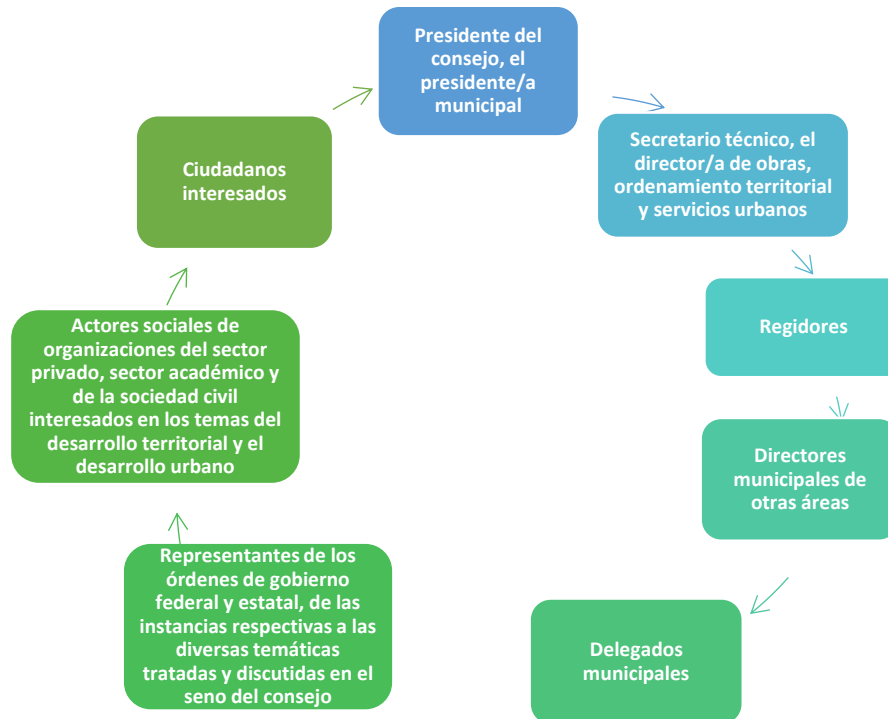 Presidente del
consejo, el
presidente/a
municipal
Secretario técnico, el
director/a de obras,
ordenamiento territorial
y servicios urbanos
Regidores
Directores
municipales de
otras áreas
Delegados
municipales
Representantes de los
órdenes de gobierno
federal y estatal, de las
instancias respectivas a las
diversas temáticas
tratadas y discutidas en el
seno del consejo
Actores sociales de
organizaciones del sector
privado, sector académico y
de la sociedad civil
interesados en los temas del
desarrollo territorial y el
desarrollo urbano
Ciudadanos
interesados